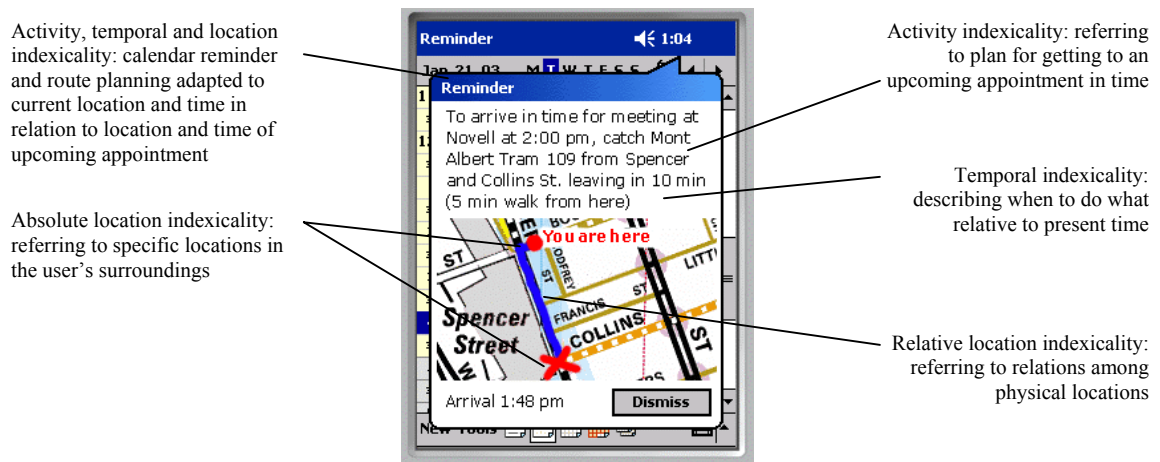 Activity, temporal and location
indexicality: calendar reminder
and route planning adapted to
current location and time in
relation to location and time of
upcoming appointment
Absolute location indexicality:
referring to specific locations in
the user's surroundings
Reminder 1:04
Jan 21, 03 M T W T F S S
Reminder
To arrive in time for meeting at
Novell at 2:00 pm, catch Mont
Albert Tram 109 from Spencer
and Collins St. leaving in 10 min
(5 min walk from here)
You are here
ST
GODFREY
ST
LITTL
FRANCIS ST
COLLINS
ST
Spencer
Street
Arrival 1:48 pm Dismiss
New Tools
Activity indexicality: referring
to plan for getting to an
upcoming appointment in time
Temporal indexicality:
describing when to do what
relative to present time
Relative location indexicality:
referring to relations among
physical locations